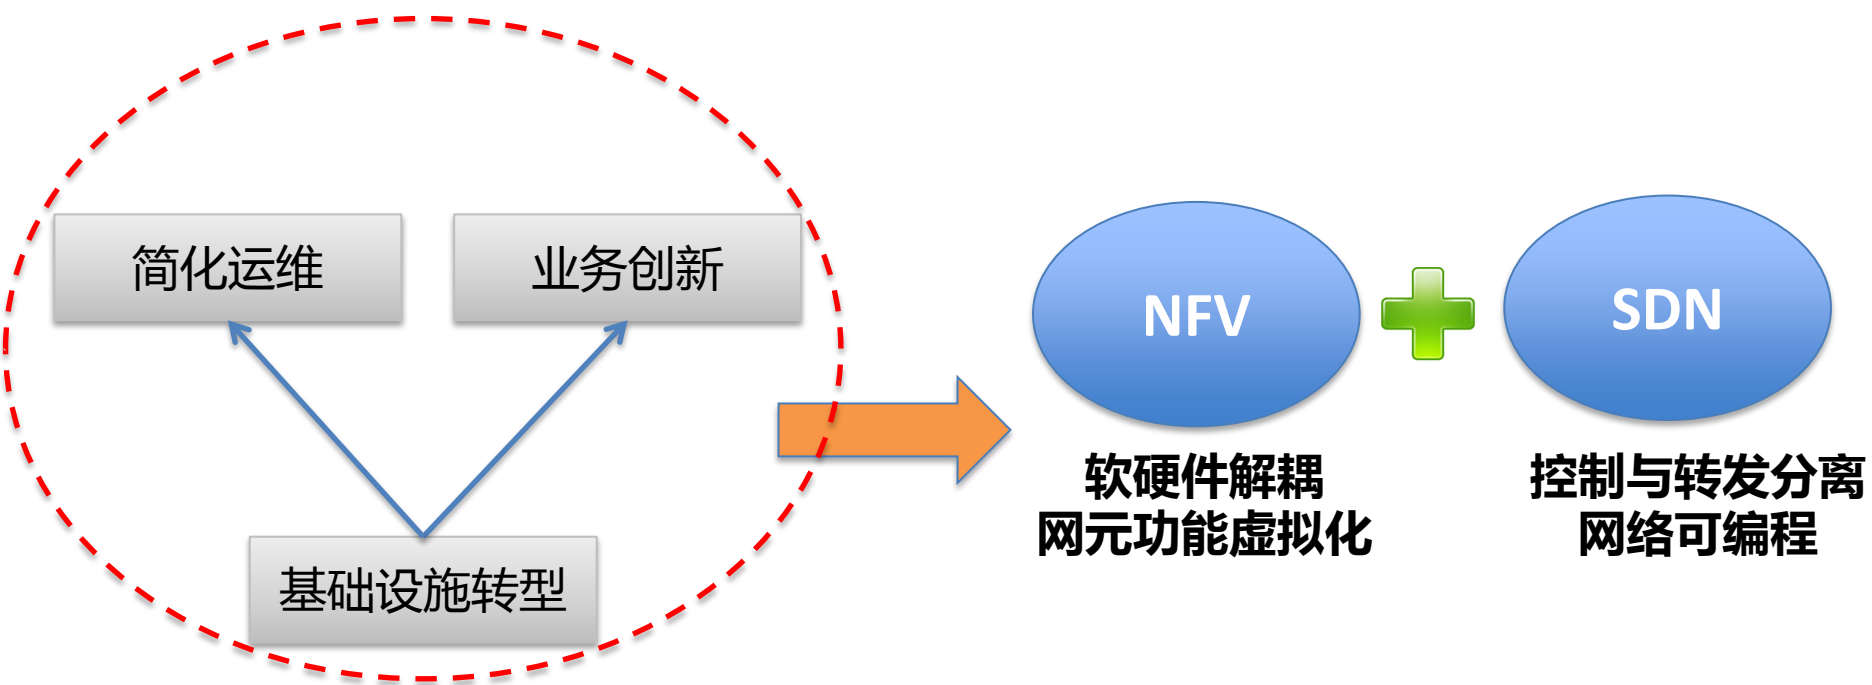 简化运维
业务创新
基础设施转型
NFV
SDN
软硬件解耦
网元功能虚拟化
控制与转发分离
网络可编程